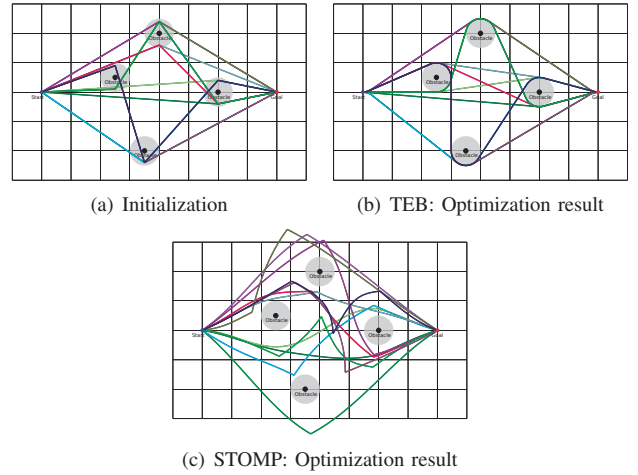 Obstacle
Obstacle
Start
Obstacle
Goal
Obstacle
(a) Initialization
Obstacle
Obstacle
Start
Obstacle
Goal
Obstacle
(b) TEB: Optimization result
Obstacle
Obstacle
Start
Obstacle
Goal
Obstacle
(c) STOMP: Optimization result